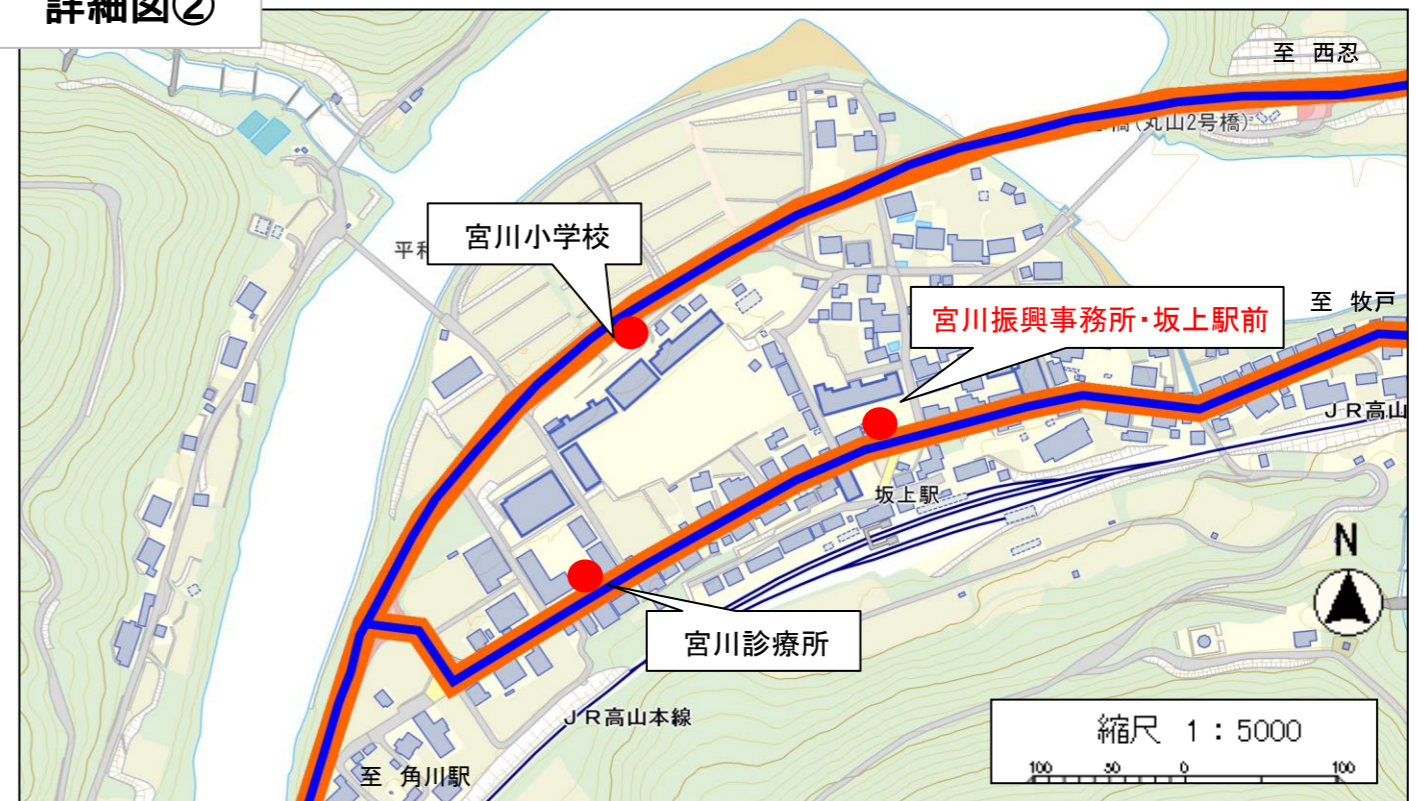 詳細図②
至 西忍
橋(丸山2号橋)
宮川小学校
平和
至 牧戸
宮川振興事務所・坂上駅前
JR高山
坂上駅
N
宮川診療所
JR高山本線
縮尺 1:5000
100 50 0 100
至 角川駅